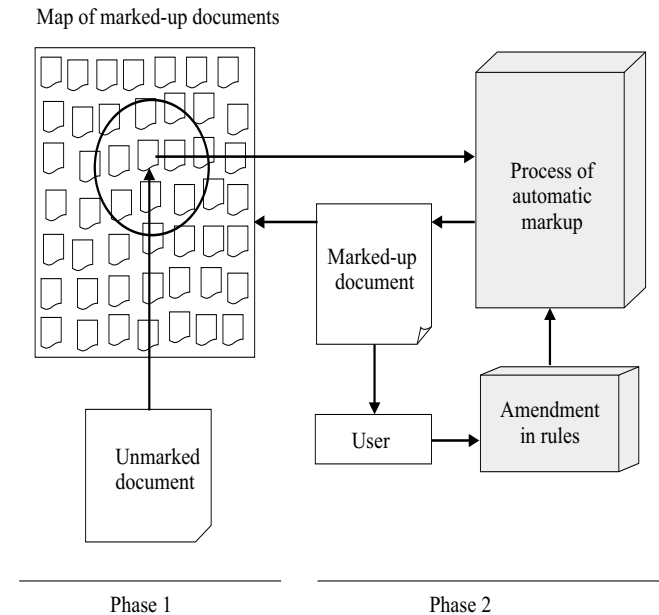 Map of marked-up documents
Process of
automatic
markup
Marked-up
document
Amendment
in rules
User
Unmarked
document
Phase 1
Phase 2